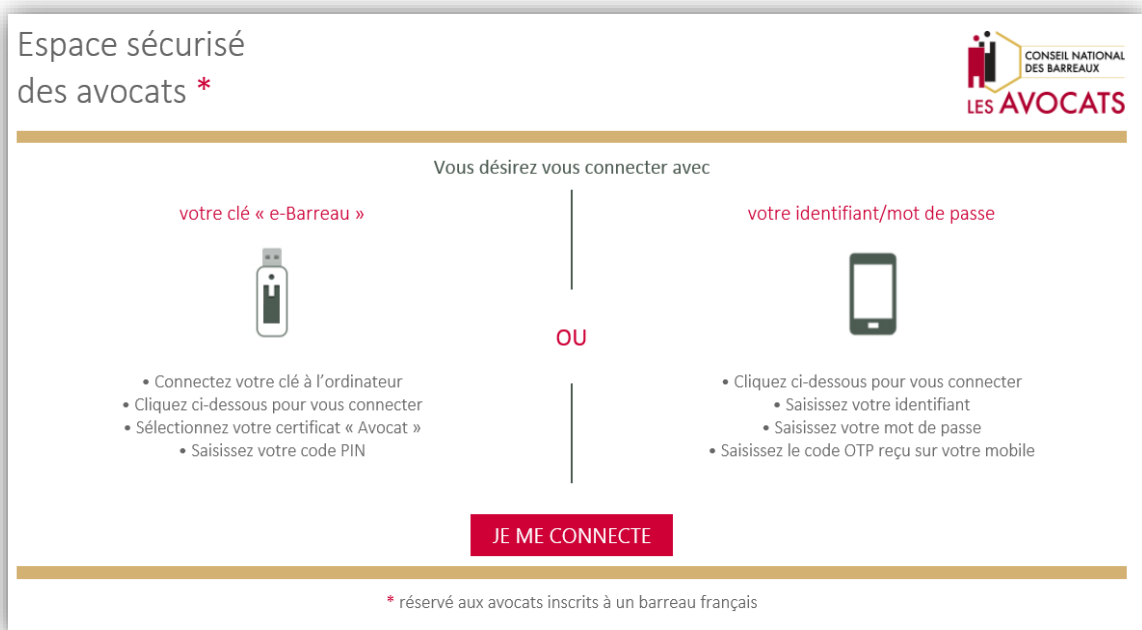 Espace sécurisé
des avocats *
CONSEIL NATIONAL
DES BARREAUX
LES AVOCATS
Vous désirez vous connecter avec
votre clé « e-Barreau »
• Connectez votre clé à l'ordinateur
• Cliquez ci-dessous pour vous connecter
• Sélectionnez votre certificat « Avocat »
• Saisissez votre code PIN
OU
votre identifiant/mot de passe
• Cliquez ci-dessous pour vous connecter
• Saisissez votre identifiant
• Saisissez votre mot de passe
• Saisissez le code OTP reçu sur votre mobile
JE ME CONNECTE
* réservé aux avocats inscrits à un barreau français